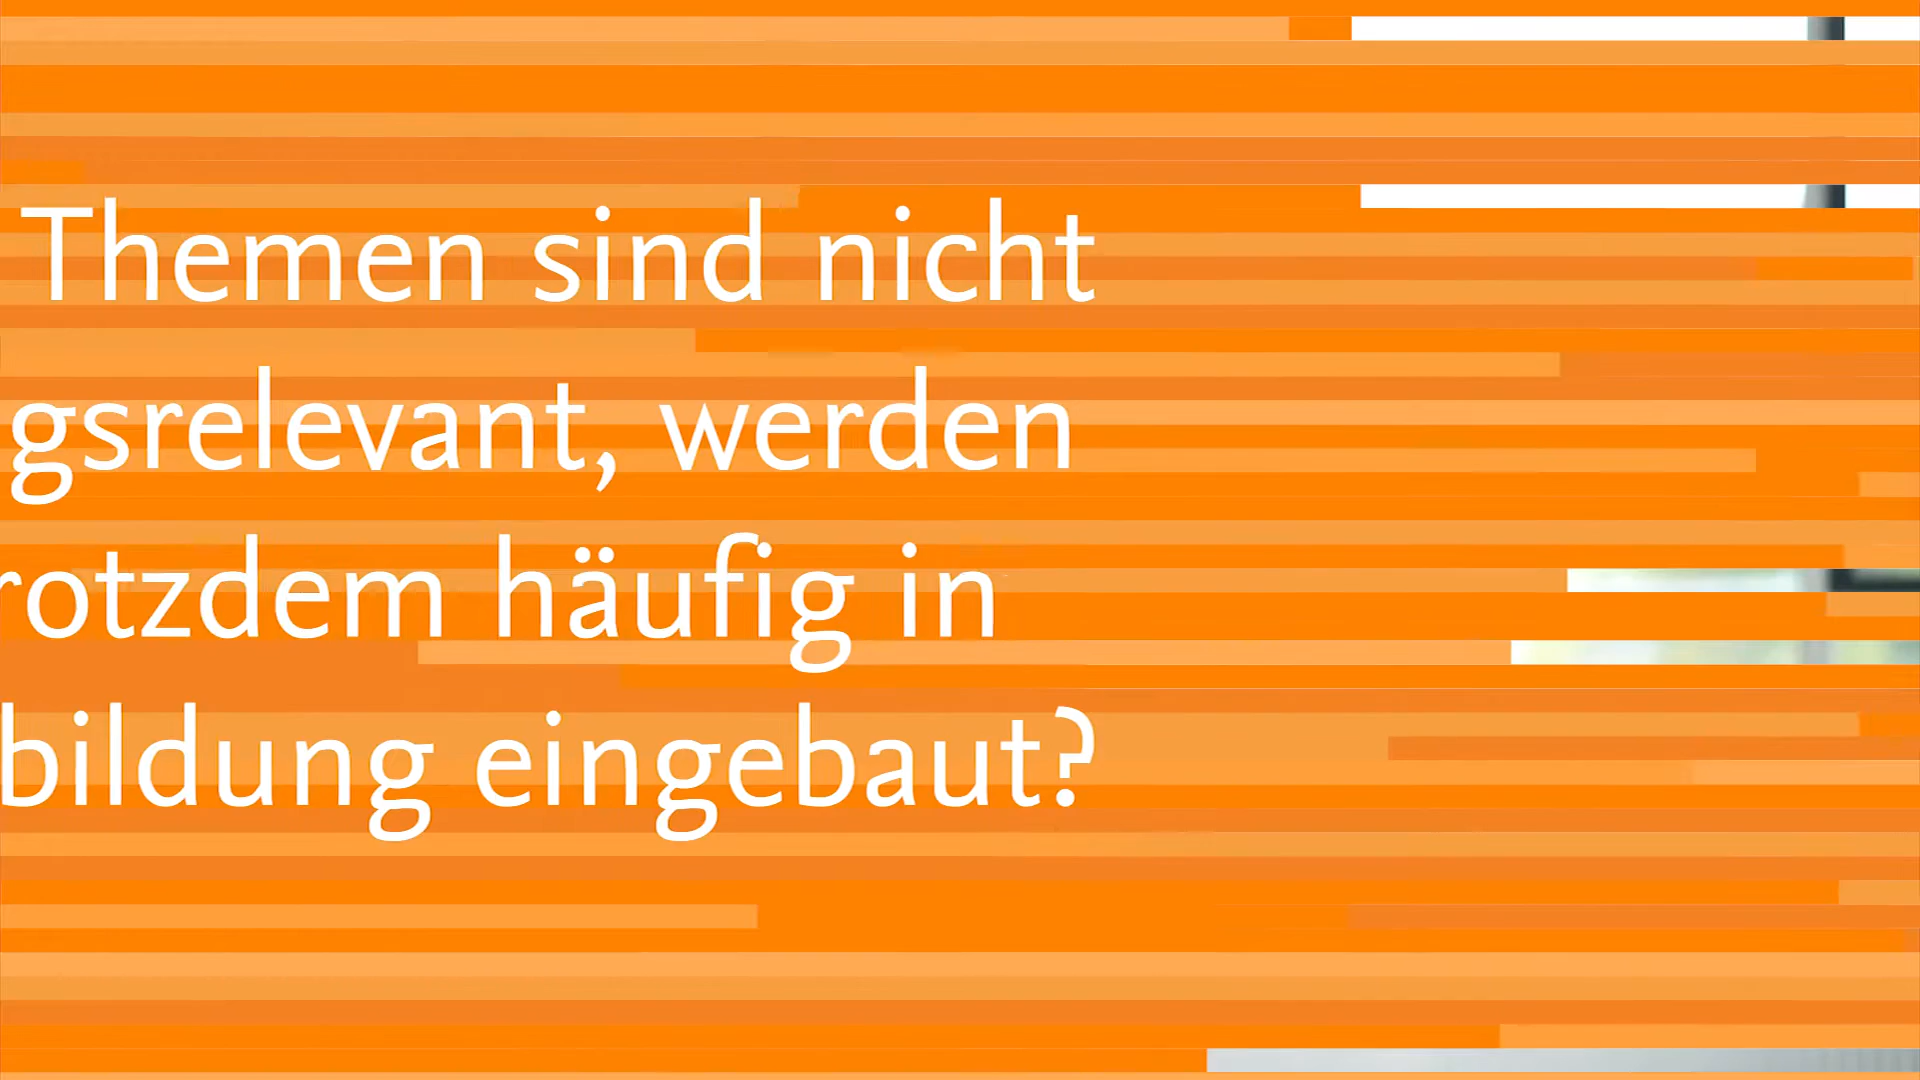 Themen sind nicht
gsrelevant, werden
rotzdem häufig in
bildung eingebaut?